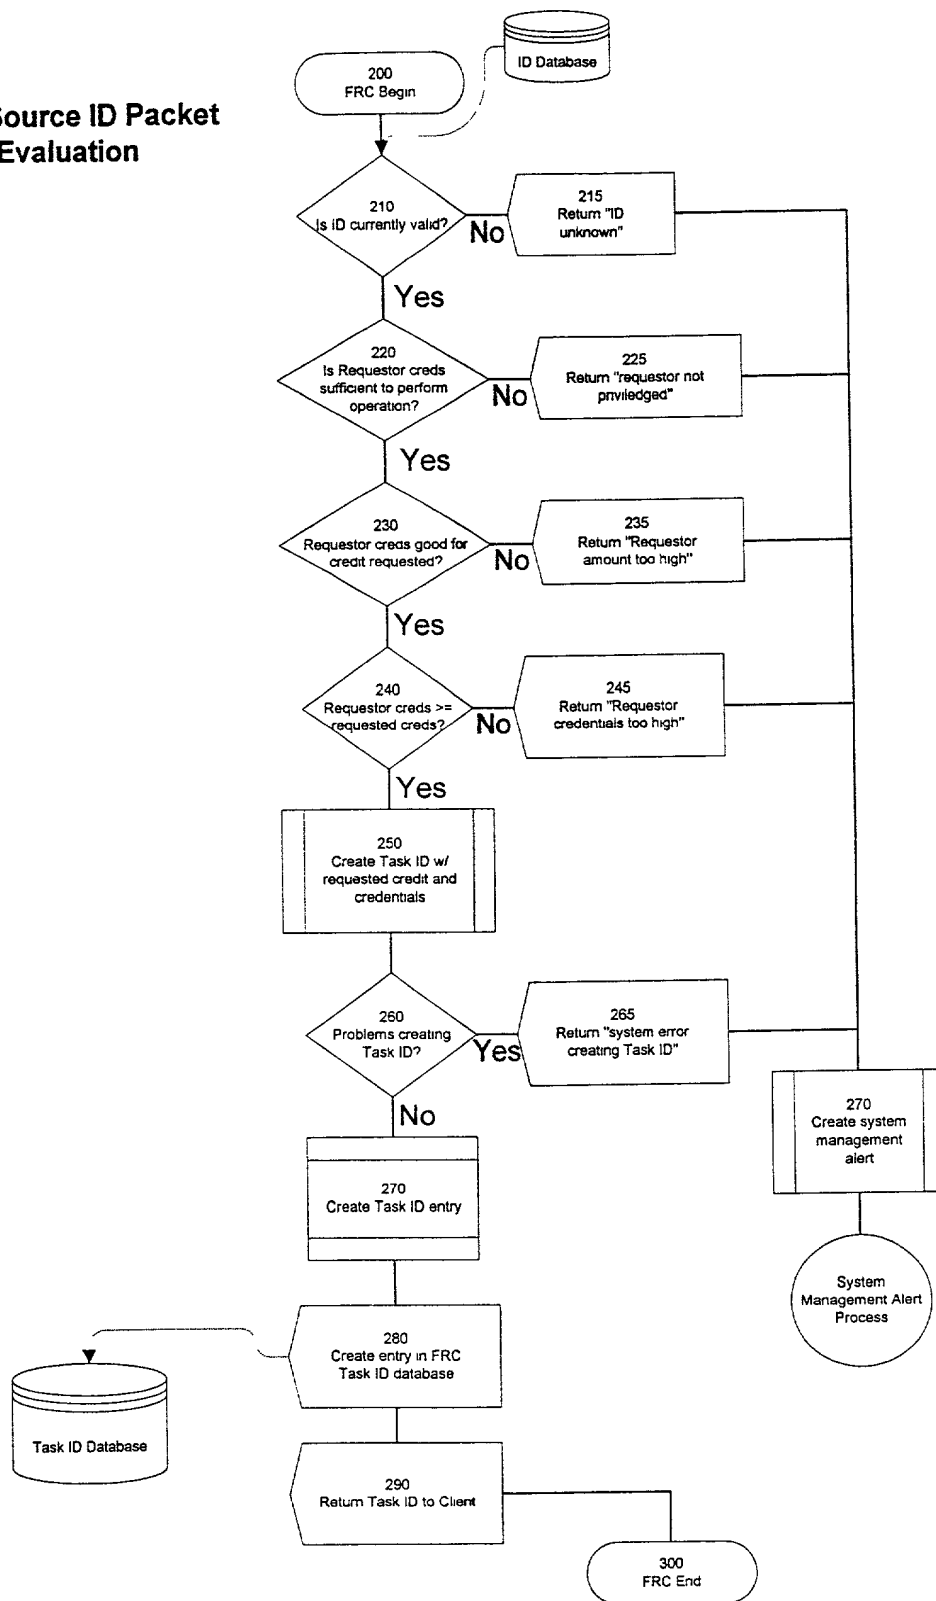 ource ID Packet
Evaluation
200
FRC Begin
ID Database
210
Is ID currently valid?
No
215
Return "ID
unknown"
Yes
220
Is Requestor creds
sufficient to perform
operation?
No
225
Return "requestor not
priviledged"
Yes
230
Requestor creds good for
credit requested?
No
235
Return "Requestor
amount too high"
Yes
240
Requestor creds >=
requested creds?
No
245
Return "Requestor
credentials too high"
Yes
250
Create Task ID w/
requested credit and
credentials
260
Problems creating
Task ID?
Yes
265
Return "system error
creating Task ID"
No
270
Create system
management
alert
270
Create Task ID entry
System
Management Alert
Process
280
Create entry in FRC
Task ID database
Task ID Database
290
Return Task ID to Client
300
FRC End